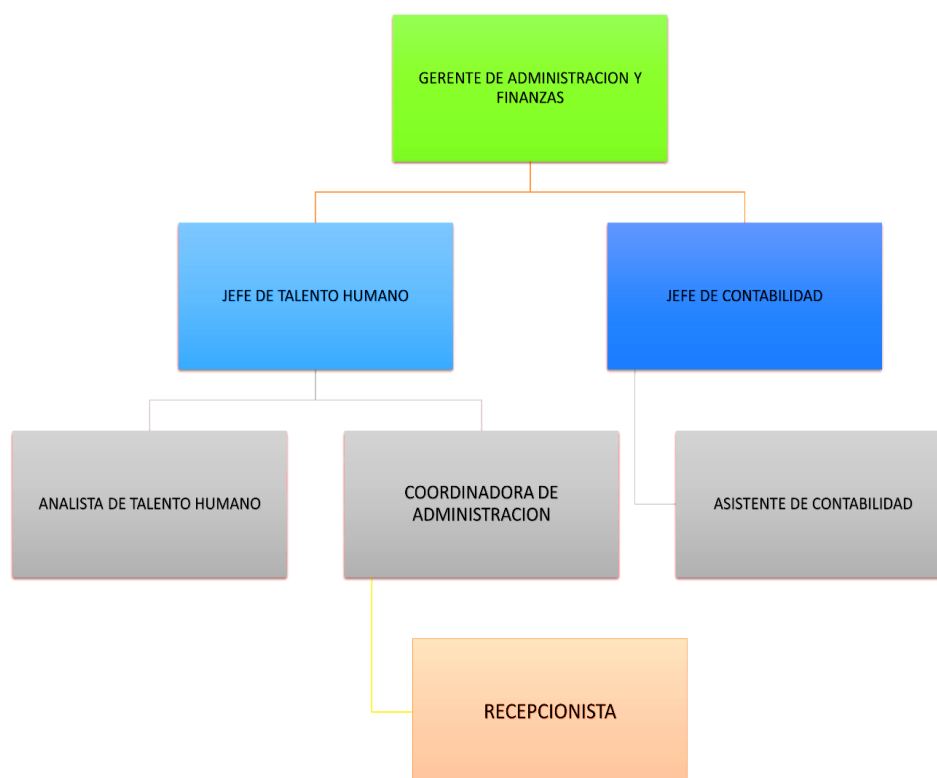 GERENTE DE ADMINISTRACION Y
FINANZAS
JEFE DE TALENTO HUMANO
JEFE DE CONTABILIDAD
ANALISTA DE TALENTO HUMANO
COORDINADORA DE
ADMINISTRACION
ASISTENTE DE CONTABILIDAD
RECEPCIONISTA